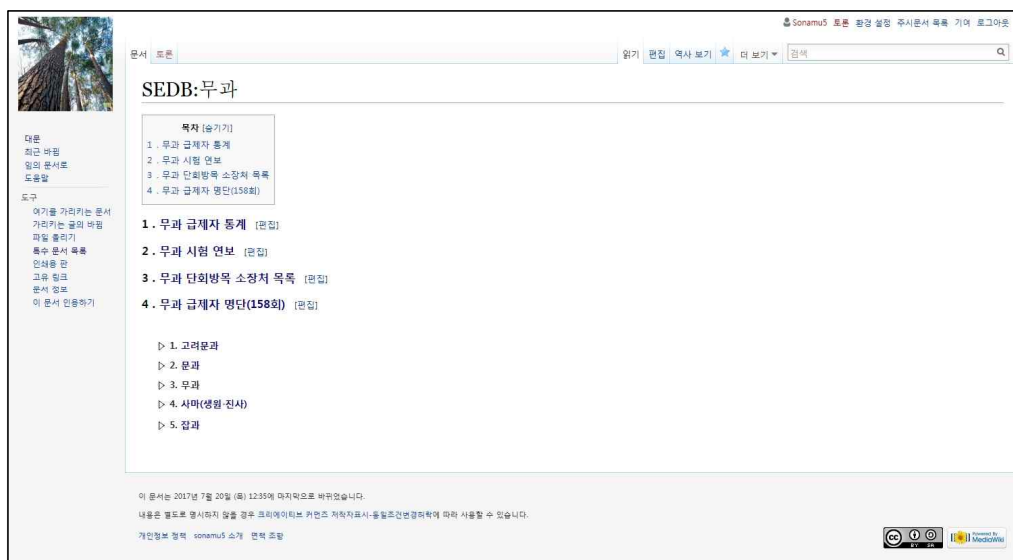 Sonamu5 토론 환경 설정 주시문서 목록 기여 로그아웃
문서 토론 읽기 편집 역사 보기 더 보기 검색
SEDB:무과
목차 [숨기기]
1 . 무과 급제자 통계
2 . 무과 시험 연보
3 . 무과 단회방목 소장처 목록
4 . 무과 급제자 명단(158회)
대문
최근 바뀜
임의 문서로
도움말
도구
여기를 가리키는 문서
가리키는 글의 바뀜
파일 올리기
특수 문서 목록
인쇄용 판
고유 링크
문서 정보
이 문서 인용하기
1 . 무과 급제자 통계 [편집]
2 . 무과 시험 연보 [편집]
3 . 무과 단회방목 소장처 목록 [편집]
4 . 무과 급제자 명단(158회) [편집]
▷ 1. 고려문과
▷ 2. 문과
▷ 3. 무과
▷ 4. 사마(생원·진사)
▷ 5. 잡과
이 문서는 2017년 7월 20일 (목) 12:35에 마지막으로 바뀌었습니다.
내용은 별도로 명시하지 않을 경우 크리에이티브 커먼즈 저작자표시-동일조건변경허락에 따라 사용할 수 있습니다.
개인정보 정책 sonamu5 소개 면책 조항
cc BY SA
Powered By MediaWiki